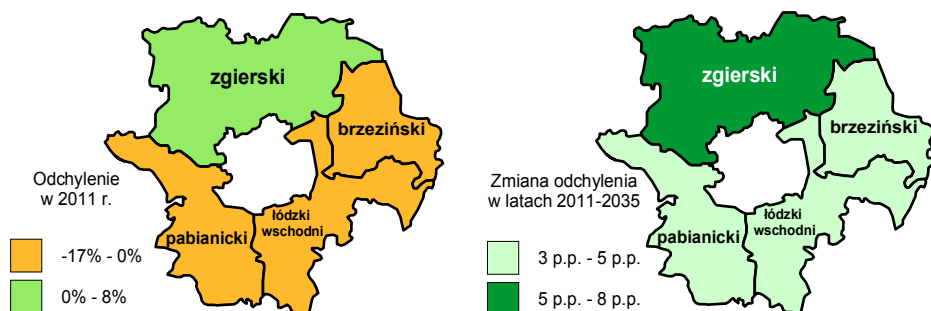 zgierski
brzeziński
Odchylenie
w 2011 r.
łódzki
wschodni
pabianicki
-17% - 0%
0% - 8%
zgierski
brzeziński
Zmiana odchylenia
w latach 2011-2035
łódzki
wschodni
pabianicki
3 p.p. - 5 p.p.
5 p.p. - 8 p.p.